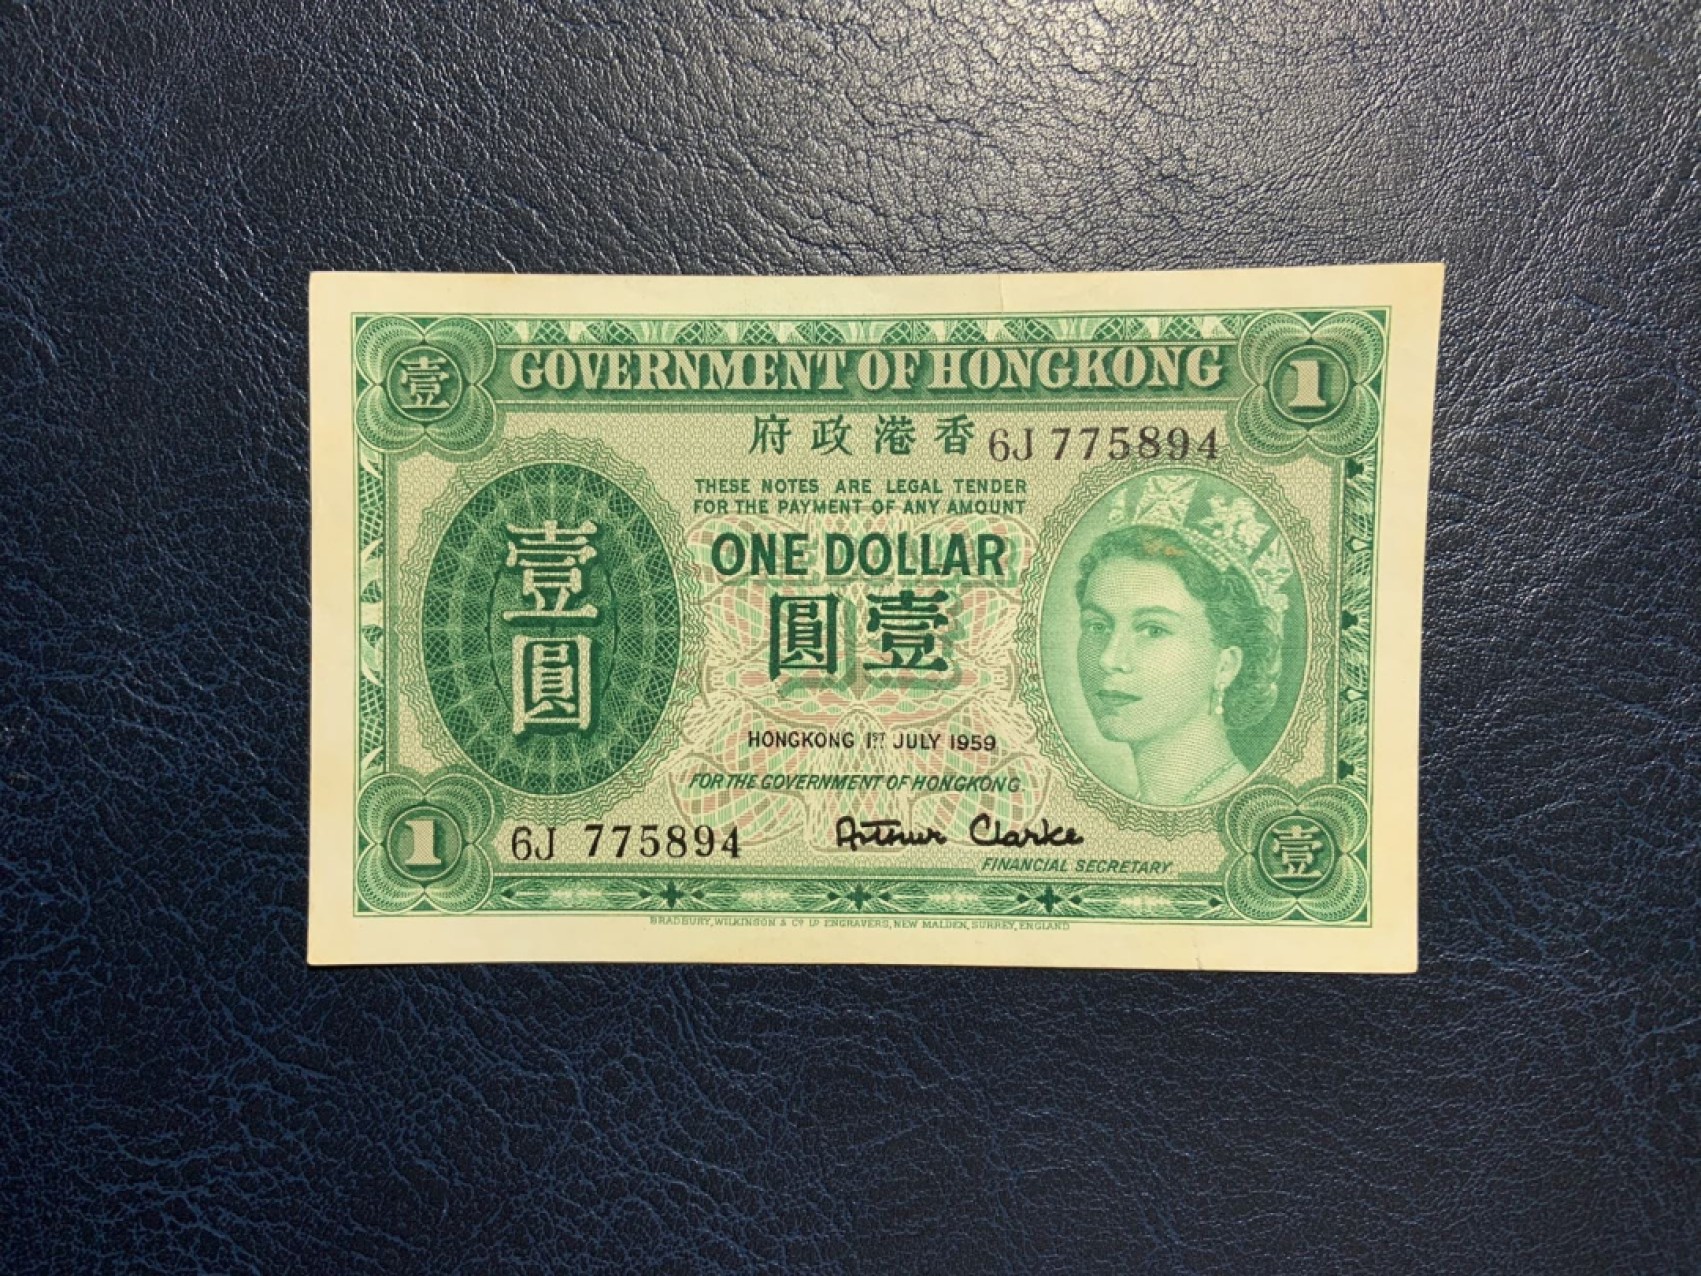 壹
GOVERNMENT OF HONGKONG
1
府政港香
6J 775894
THESE NOTES ARE LEGAL TENDER
FOR THE PAYMENT OF ANY AMOUNT
ONE DOLLAR
圓壹
壹圓
HONGKONG 1ST JULY 1959
FOR THE GOVERNMENT OF HONGKONG
1
6J 775894
Arthur Clarke
FINANCIAL SECRETARY
壹
BRADBURY, WILKINSON & Co LD ENGRAVERS, NEW MALDEN, SURREY, ENGLAND